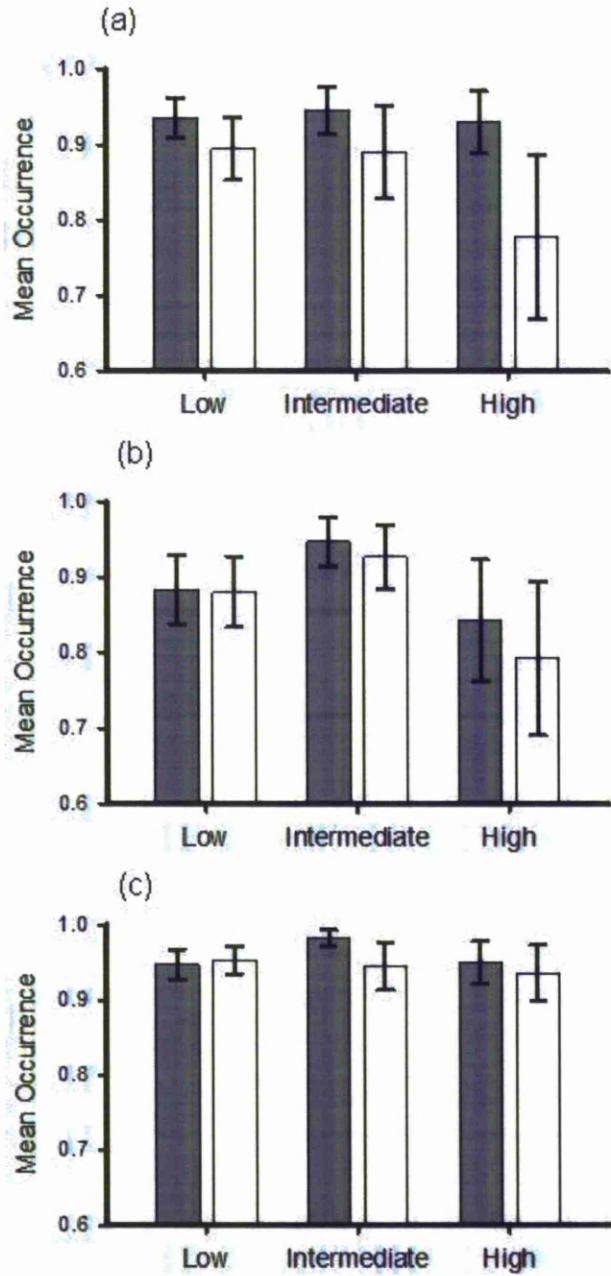 (a)
Mean Occurrence
1.0
0.9
0.8
0.7
0.6
Low Intermediate High
(b)
Mean Occurrence
1.0
0.9
0.8
0.7
0.6
Low Intermediate High
(c)
Mean Occurrence
1.0
0.9
0.8
0.7
0.6
Low Intermediate High